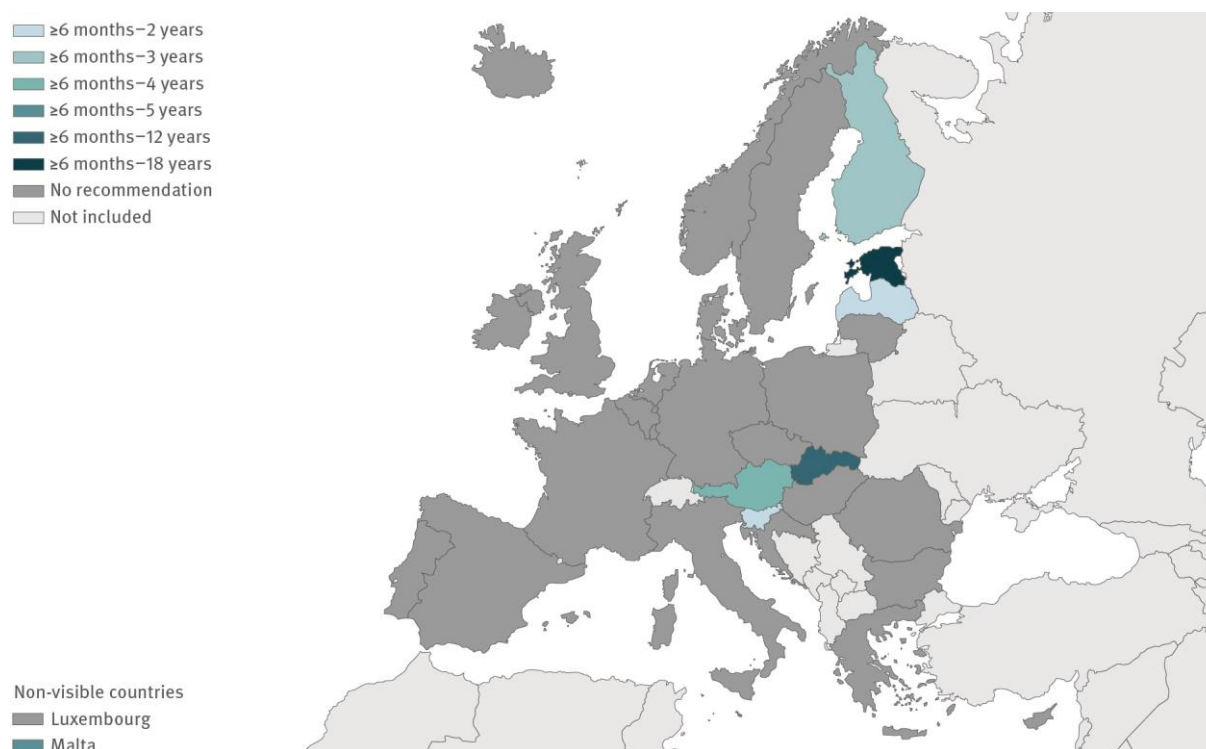 ≥6 months–2 years
≥6 months–3 years
≥6 months–4 years
≥6 months–5 years
≥6 months–12 years
≥6 months–18 years
No recommendation
Not included
Non-visible countries
Luxembourg
Malta